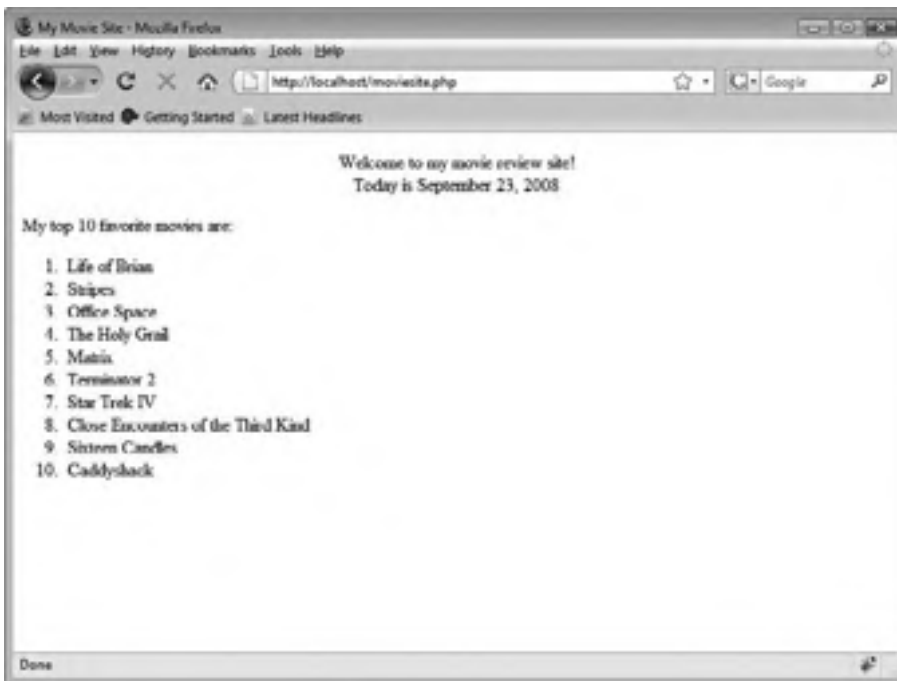 My Movie Site - Mozilla Firefox
File Edit View History Bookmarks Tools Help
http://localhost/moviesite.php
Google
Most Visited Getting Started Latest Headlines
Welcome to my movie review site!
Today is September 23, 2008
My top 10 favorite movies are:
1. Life of Brian
2. Stripes
3. Office Space
4. The Holy Grail
5. Matrix
6. Terminator 2
7. Star Trek IV
8. Close Encounters of the Third Kind
9. Sixteen Candles
10. Caddyshack
Done